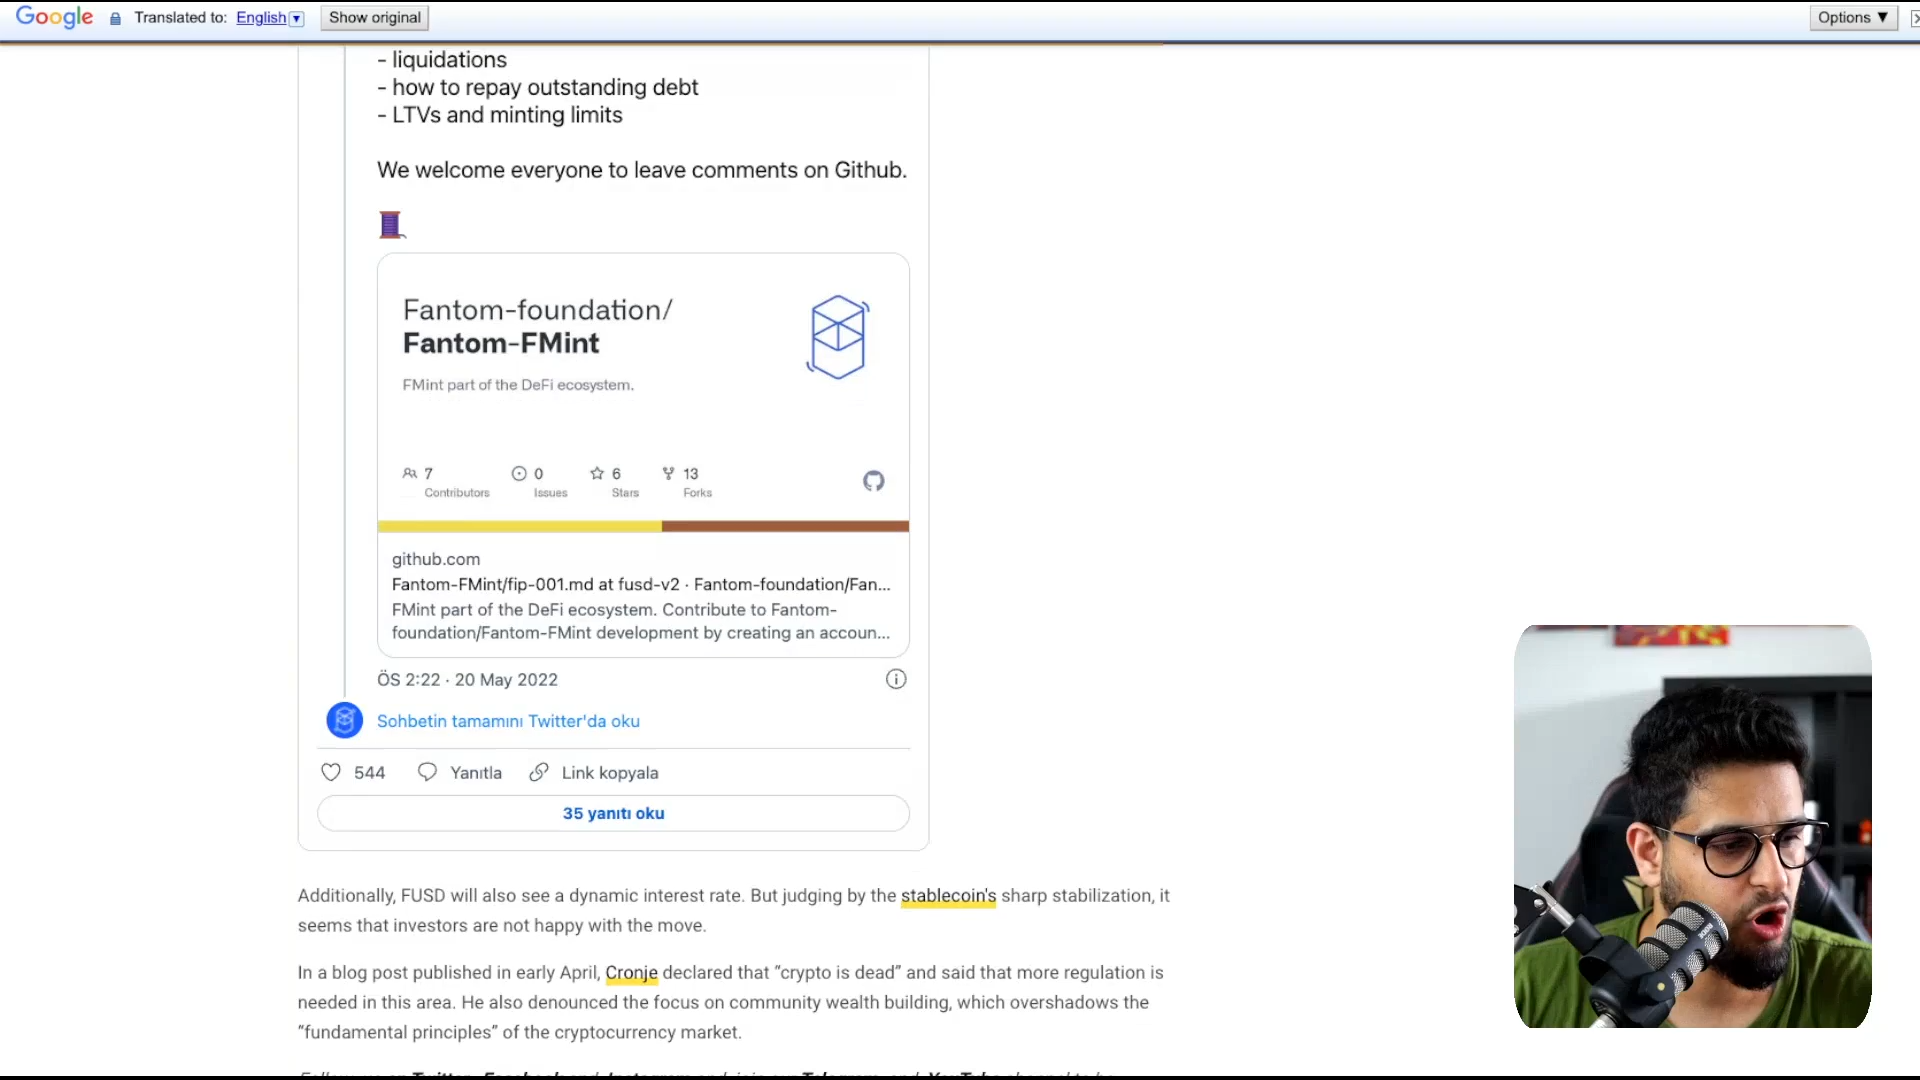 Google Translated to: English Show original Options
- liquidations
- how to repay outstanding debt
- LTVs and minting limits
We welcome everyone to leave comments on Github.
Fantom-foundation/
Fantom-FMint
FMint part of the DeFi ecosystem.
7 0 6 13
Contributors Issues Stars Forks
github.com
Fantom-FMint/fip-001.md at fusd-v2 · Fantom-foundation/Fan...
FMint part of the DeFi ecosystem. Contribute to Fantom-
foundation/Fantom-FMint development by creating an accoun...
ÖS 2:22 · 20 May 2022
Sohbetin tamamını Twitter'da oku
544 Yanıtla Link kopyala
35 yanıtı oku
Additionally, FUSD will also see a dynamic interest rate. But judging by the stablecoin's sharp stabilization, it
seems that investors are not happy with the move.
In a blog post published in early April, Cronje declared that “crypto is dead” and said that more regulation is
needed in this area. He also denounced the focus on community wealth building, which overshadows the
“fundamental principles” of the cryptocurrency market.